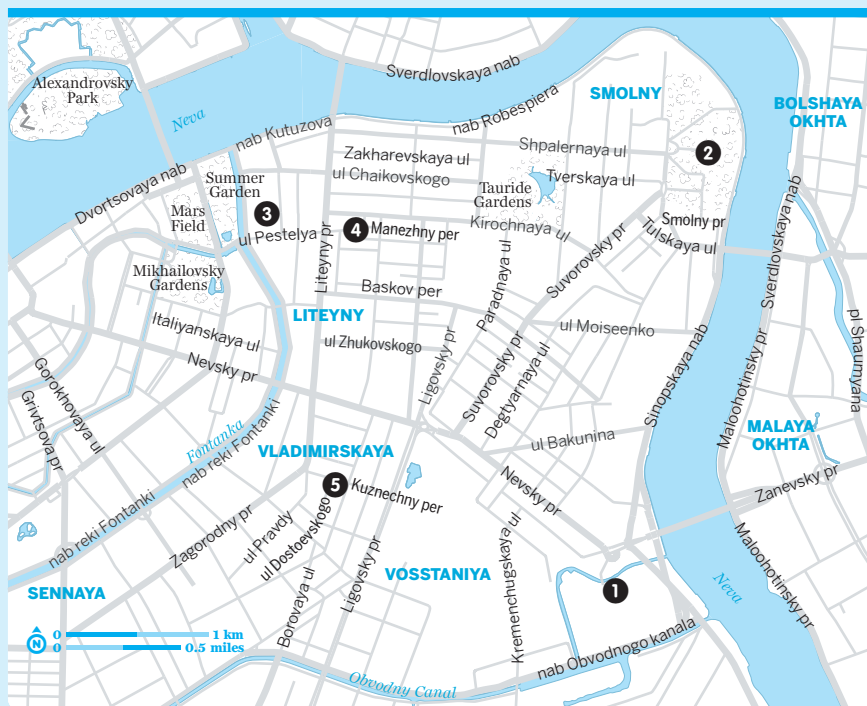 Sverdlovskaya nab
SMOLNY
BOLSHAYA
OKHTA
Alexandrovsky
Park
Neva
nab Kutuzova
nab Robespiera
Shpalernaya ul
2
Zakharevskaya ul
ul Chaikovskogo
Tverskaya ul
Tauride
Gardens
Dvortsovaya nab
Summer
Garden
Mars
Field
3
ul Pestelya
Liteyny pr
4
Manezhny per
Kirochnaya ul
Smolny pr
Tulskaya ul
Suvorovsky pr
Sverdlovskaya nab
Mikhailovsky
Gardens
Baskov per
Paradnaya ul
LITEYNY
Italiyanskaya ul
ul Zhukovskogo
ul Moiseenko
Ligovsky pr
Suvorovsky pr
Degtyarnaya ul
Sinopskaya nab
pl Shaumyana
Nevsky pr
Gorokhovaya ul
Grivtsova pr
Maloohotinsky pr
MALAYA
OKHTA
ul Bakunina
Fontanka
nab reki Fontanki
VLADIMIRSKAYA
5
Kuznechny per
Nevsky pr
Zanevsky pr
nab reki Fontanki
Zagorodny pr
ul Pravdy
ul Dostoevskogo
Ligovsky pr
Borovaya ul
Kremenchugskaya ul
VOSSTANIYA
1
Neva
Maloohotinsky pr
SENNAYA
N
0 1 km
0 0.5 miles
nab Obvodnogo kanala
Obvodny Canal